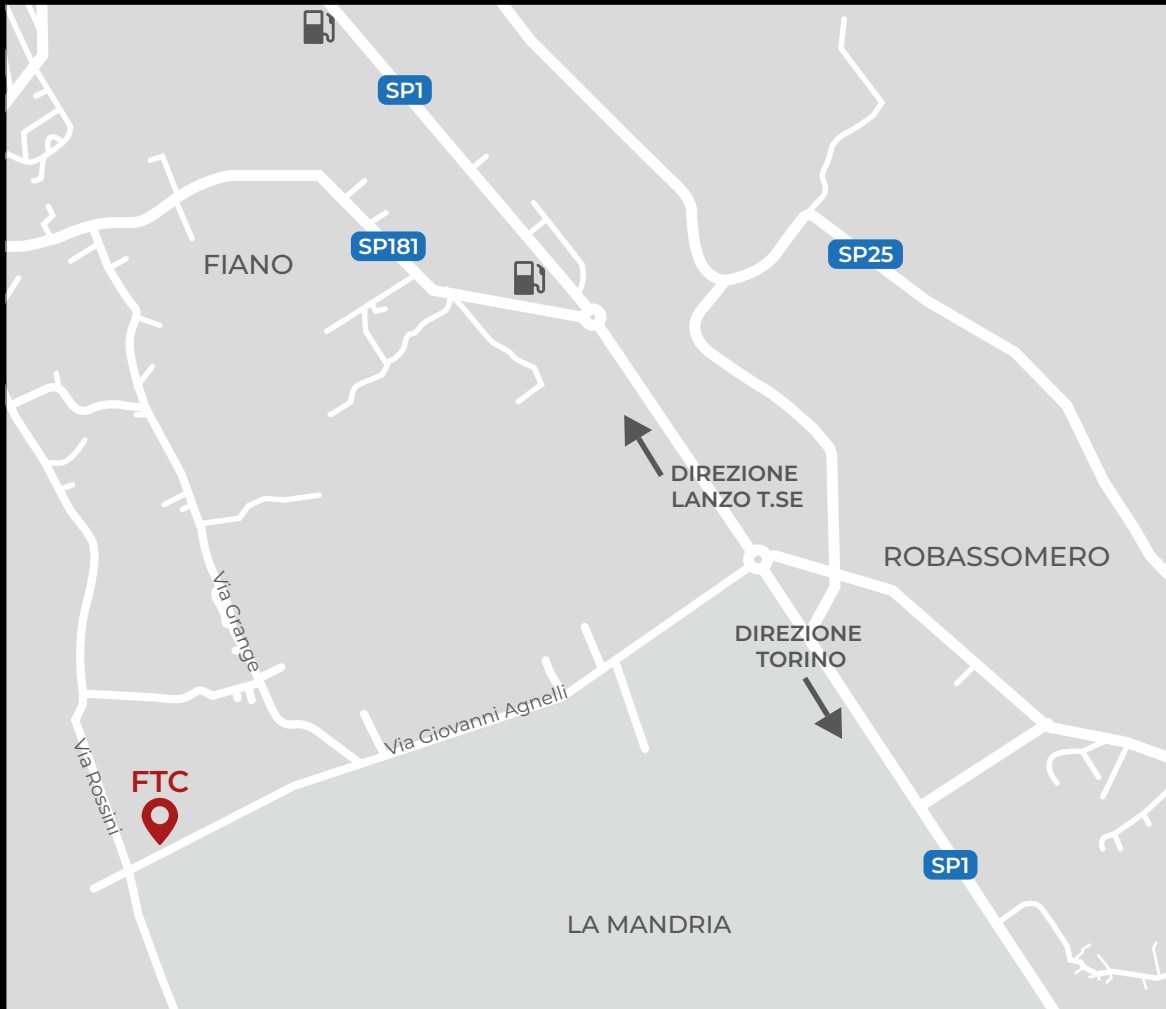 SP1
SP181
SP25
FIANO
DIREZIONE
LANZO T.SE
ROBASSOMERO
Via Grange
DIREZIONE
TORINO
Via Giovanni Agnelli
Via Rossini
FTC
SP1
LA MANDRIA